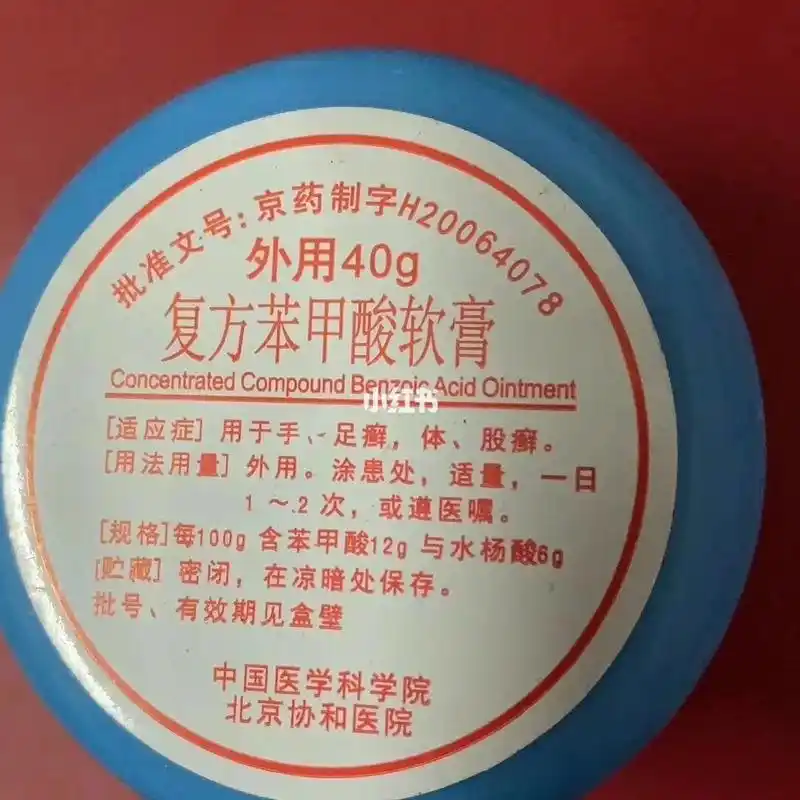 批准文号:京药制字H20064078
外用40g
复方苯甲酸软膏
Concentrated Compound Benzoic Acid Ointment
小红书
[适应症] 用于手、足癣，体、股癣。
[用法用量] 外用。涂患处，适量，一日
1～2次，或遵医嘱。
[规格]每100g 含苯甲酸12g 与水杨酸6g
[贮藏] 密闭，在凉暗处保存。
批号、有效期见盒壁
中国医学科学院
北京协和医院